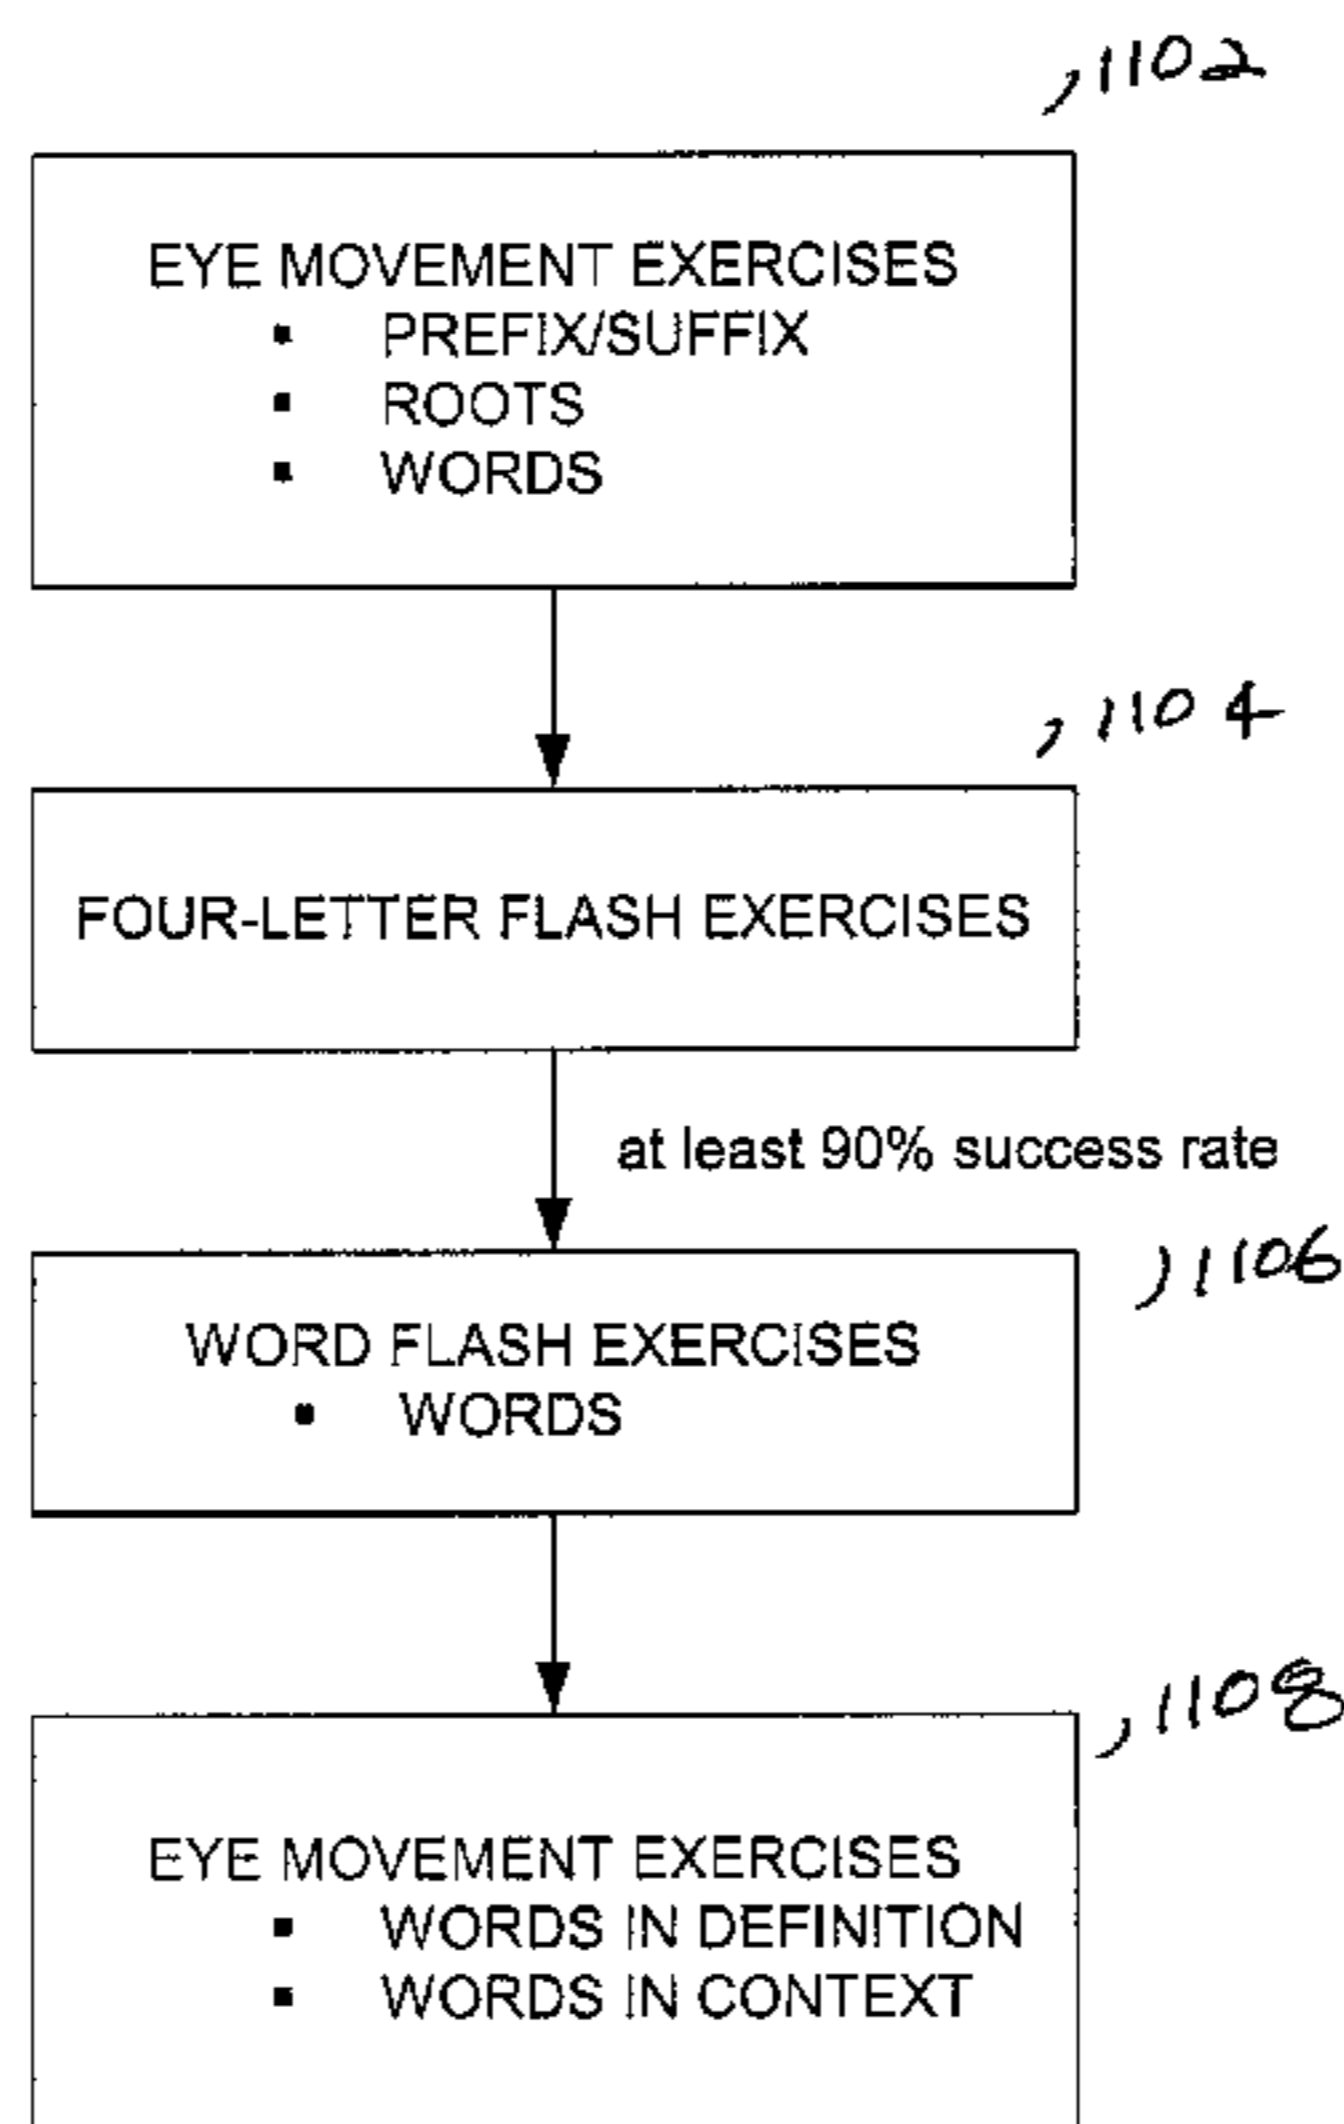 1102
EYE MOVEMENT EXERCISES
▪ PREFIX/SUFFIX
▪ ROOTS
▪ WORDS
1104
FOUR-LETTER FLASH EXERCISES
at least 90% success rate
1106
WORD FLASH EXERCISES
• WORDS
1108
EYE MOVEMENT EXERCISES
▪ WORDS IN DEFINITION
▪ WORDS IN CONTEXT